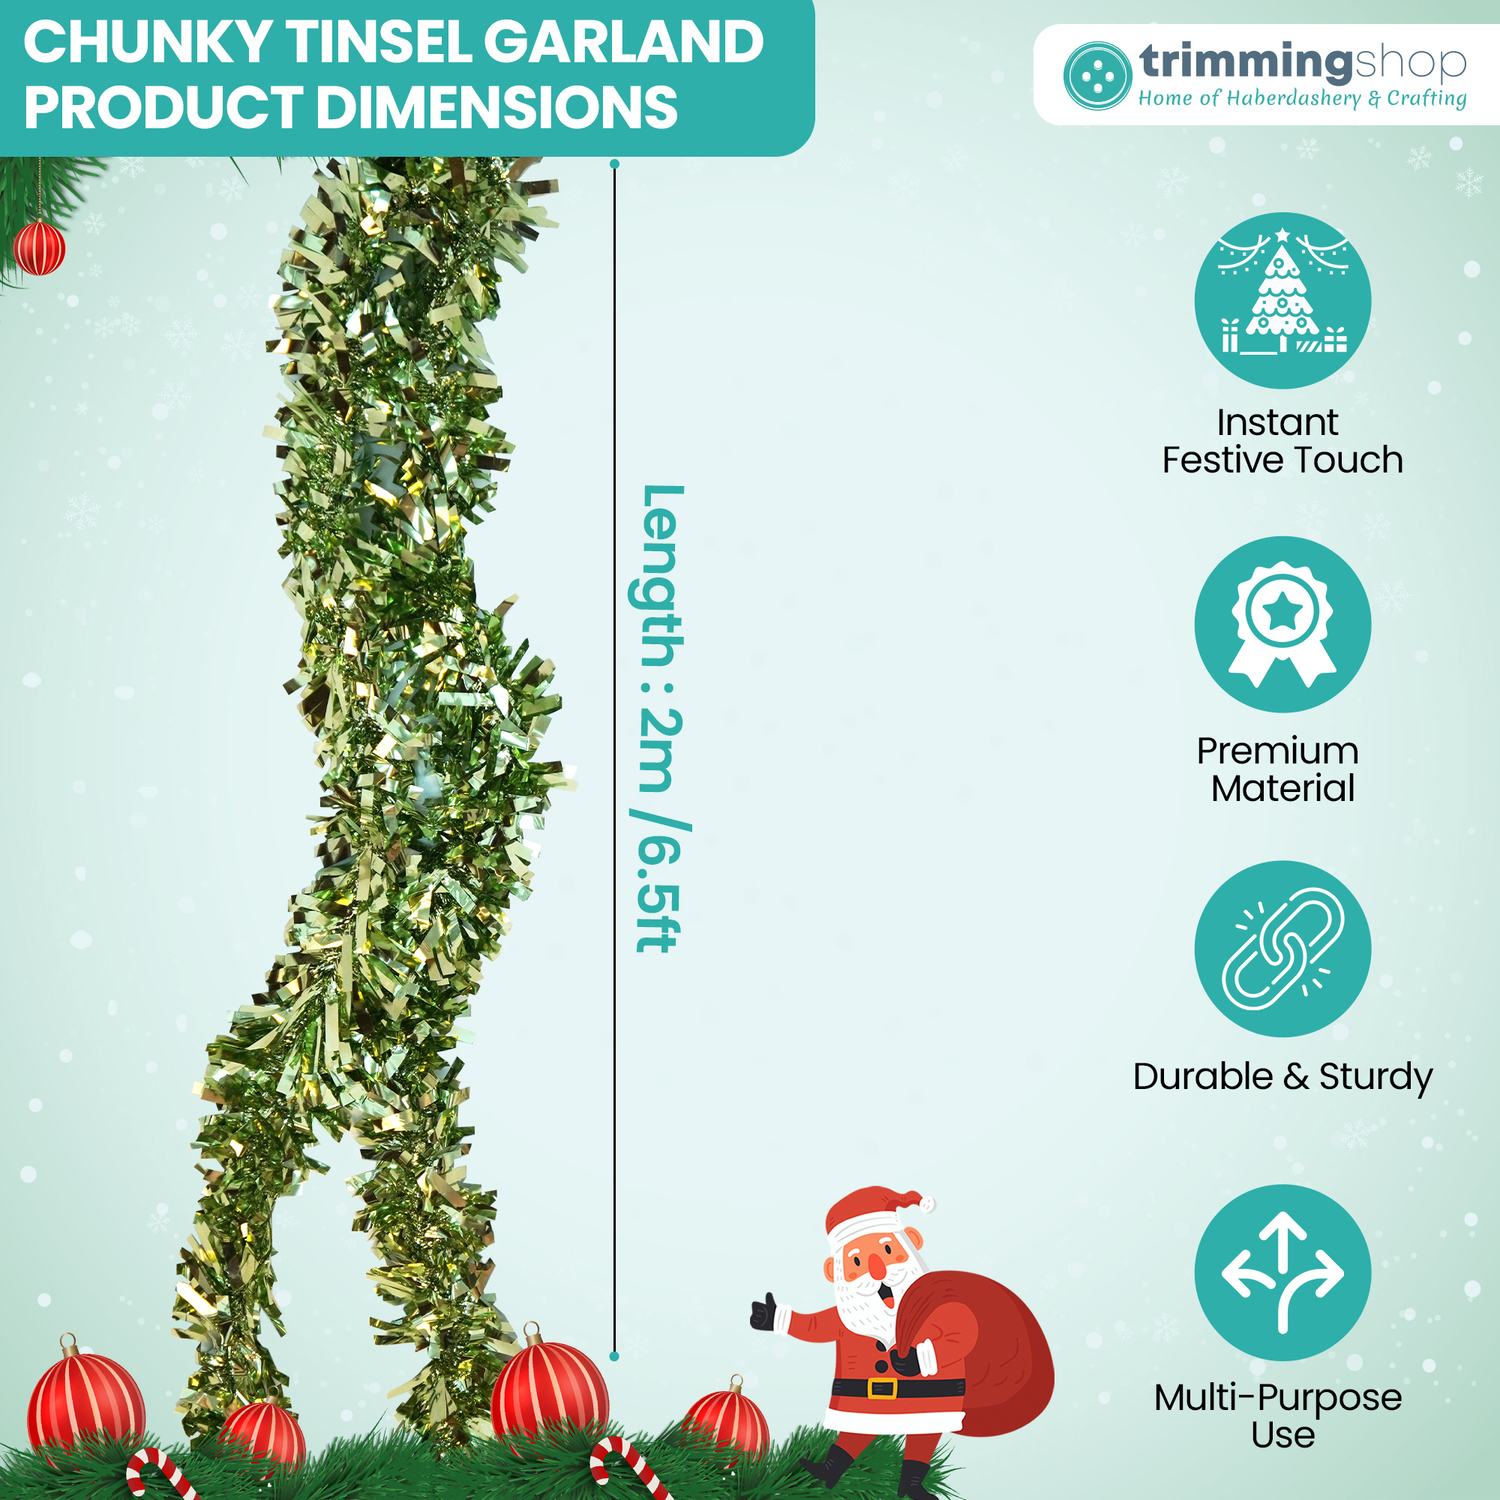 CHUNKY TINSEL GARLAND
PRODUCT DIMENSIONS
trimmingshop
Home of Haberdashery & Crafting
Length : 2m /6.5ft
Instant
Festive Touch
Premium
Material
Durable & Sturdy
Multi-Purpose
Use